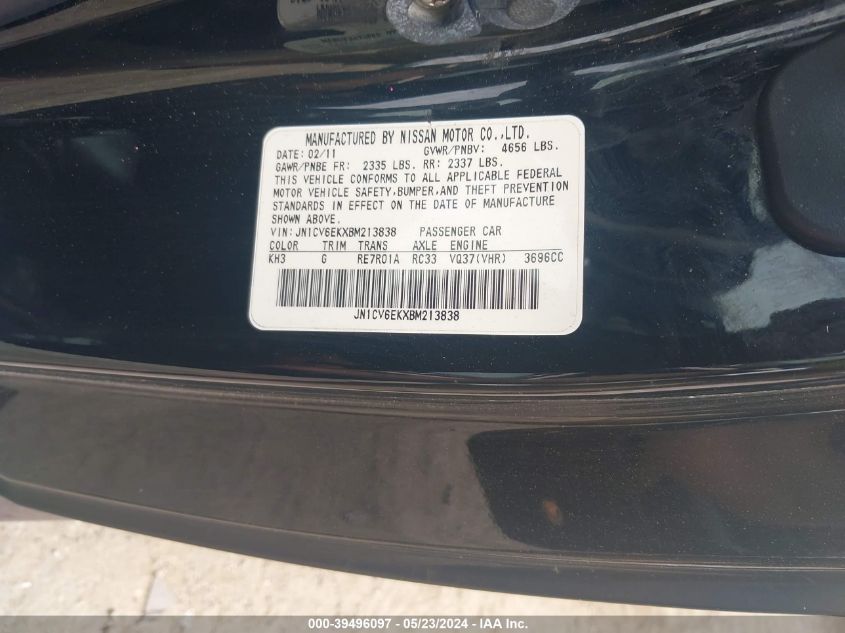 MANUFACTURED BY NISSAN MOTOR CO.,LTD.
DATE: 02/11 GVWR/PNBV: 4656 LBS.
GAWR/PNBE FR: 2335 LBS. RR: 2337 LBS.
THIS VEHICLE CONFORMS TO ALL APPLICABLE FEDERAL
MOTOR VEHICLE SAFETY,BUMPER,AND THEFT PREVENTION
STANDARDS IN EFFECT ON THE DATE OF MANUFACTURE
SHOWN ABOVE.
VIN: JN1CV6EKXBM213838 PASSENGER CAR
COLOR TRIM TRANS AXLE ENGINE
KH3 G RE7R01A RC33 VQ37(VHR) 3696CC
JN1CV6EKXBM213838
000-39496097 - 05/23/2024 - IAAI.com